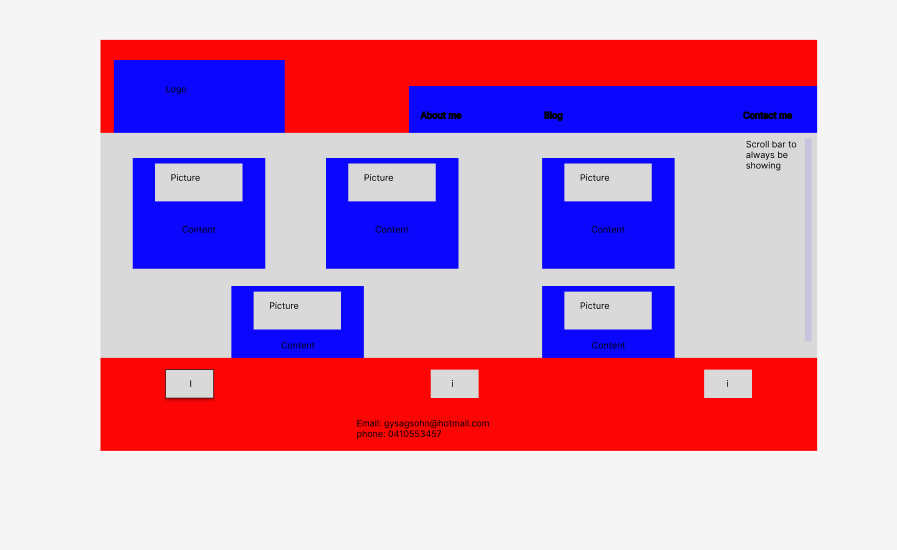 Logo
About me
Blog
Contact me
Scroll bar to
always be
showing
Picture
Picture
Picture
Content
Content
Content
Picture
Picture
Content
Content
I
i
i
Email: gysagsohn@hotmail.com
phone: 0410553457